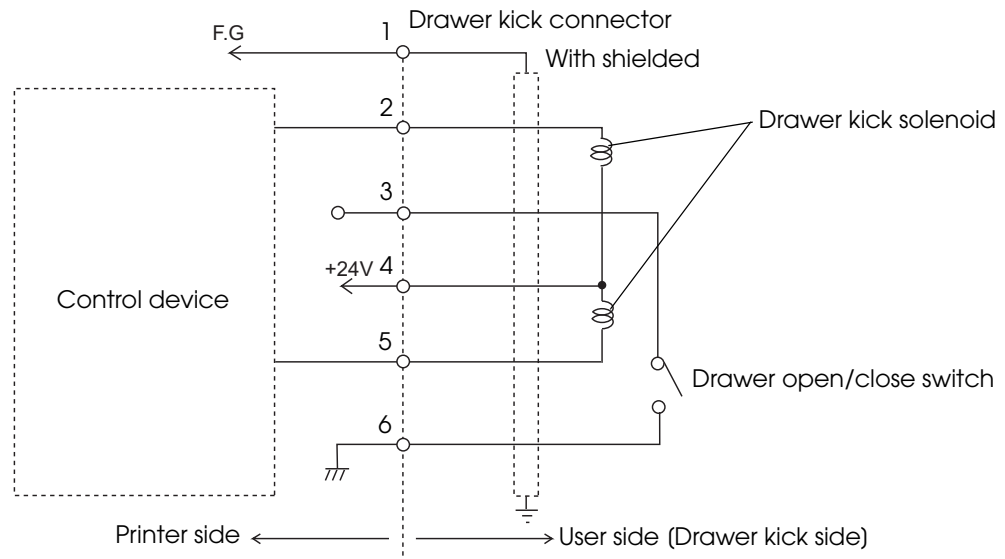 Drawer kick connector
F.G
1
With shielded
2
Drawer kick solenoid
3
+24V 4
Control device
5
Drawer open/close switch
6
Printer side
User side (Drawer kick side)